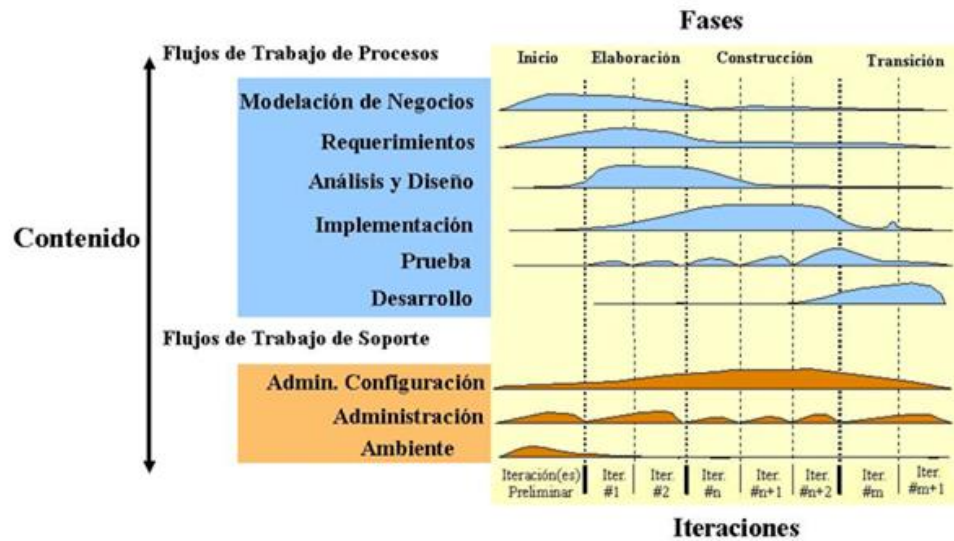 Fases
Flujos de Trabajo de Procesos
Inicio Elaboración Construcción Transición
Modelación de Negocios
Requerimientos
Análisis y Diseño
Implementación
Contenido
Prueba
Desarrollo
Flujos de Trabajo de Soporte
Admin. Configuración
Administración
Ambiente
Iteración(es) Preliminar
Iter. #1
Iter. #2
Iter. #n
Iter. #n+1
Iter. #n+2
Iter. #m
Iter. #m+1
Iteraciones